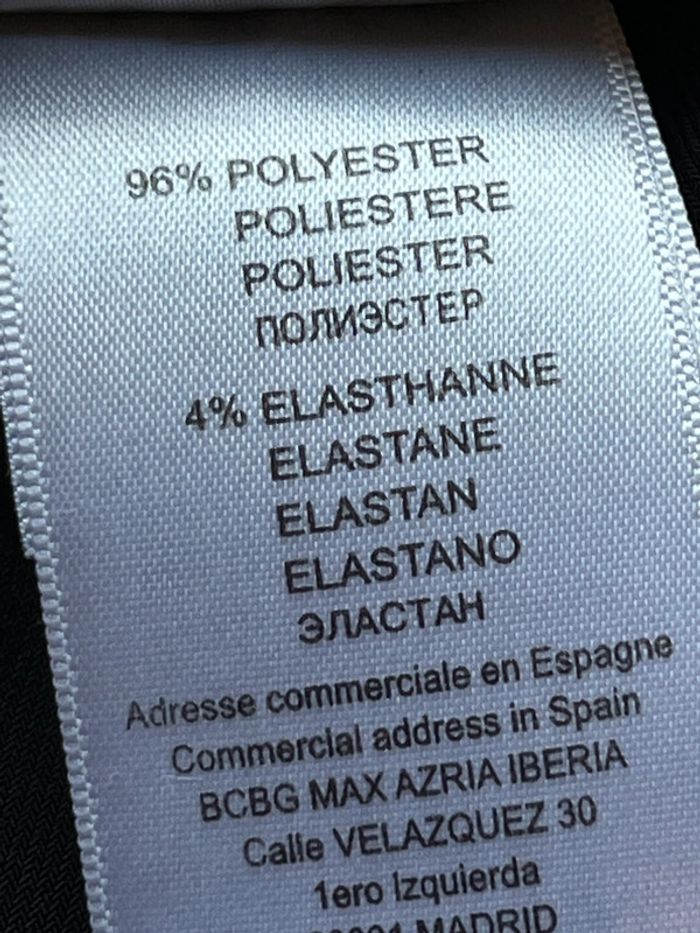 96% POLYESTER
POLIESTERE
POLIESTER
ПОЛИЭСТЕР
4% ELASTHANNE
ELASTANE
ELASTAN
ELASTANO
ЭЛАСТАН
Adresse commerciale en Espagne
Commercial address in Spain
BCBG MAX AZRIA IBERIA
Calle VELAZQUEZ 30
1ero Izquierda
MADRID